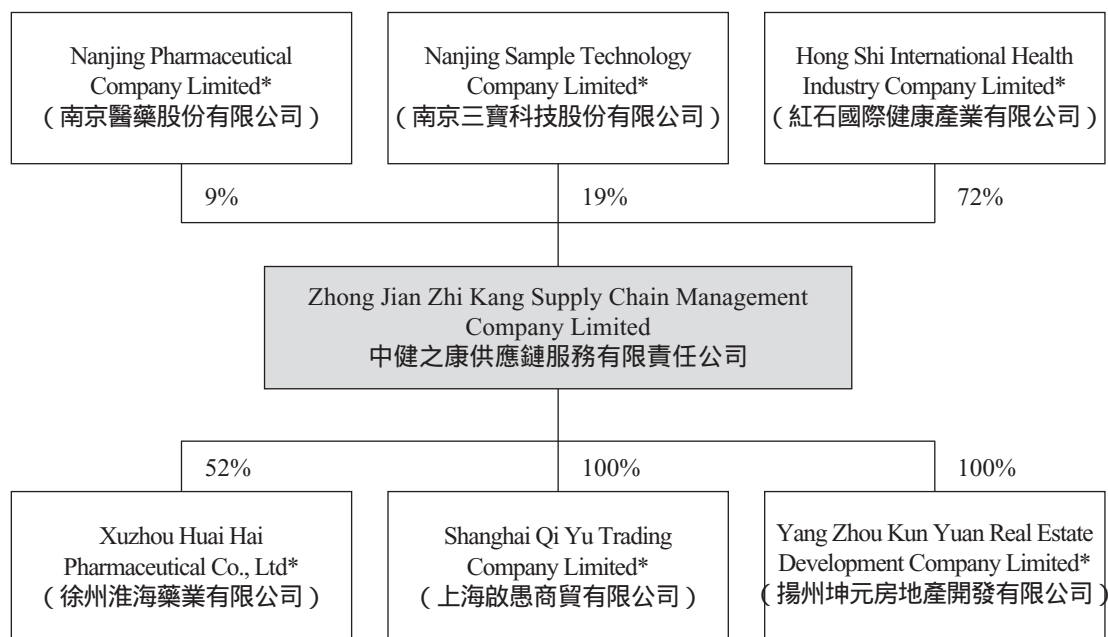 Nanjing Pharmaceutical
Company Limited*
(南京醫藥股份有限公司)
Nanjing Sample Technology
Company Limited*
(南京三寶科技股份有限公司)
Hong Shi International Health
Industry Company Limited*
(紅石國際健康產業有限公司)
9%
19%
72%
Zhong Jian Zhi Kang Supply Chain Management
Company Limited
中健之康供應鏈服務有限責任公司
52%
100%
100%
Xuzhou Huai Hai
Pharmaceutical Co., Ltd*
(徐州淮海藥業有限公司)
Shanghai Qi Yu Trading
Company Limited*
(上海啟愚商貿有限公司)
Yang Zhou Kun Yuan Real Estate
Development Company Limited*
(揚州坤元房地產開發有限公司)